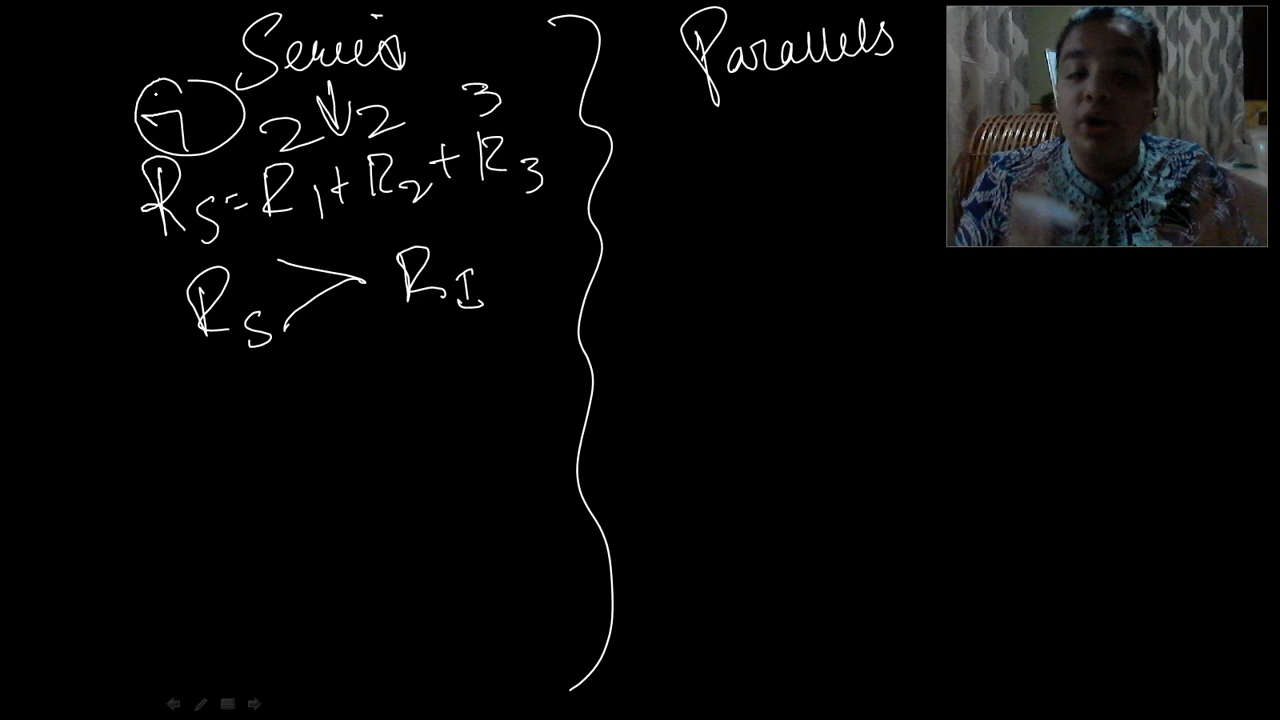 Series
2 2 3
Rs = R1 + R2 + R3
Rs > RI
Parallels